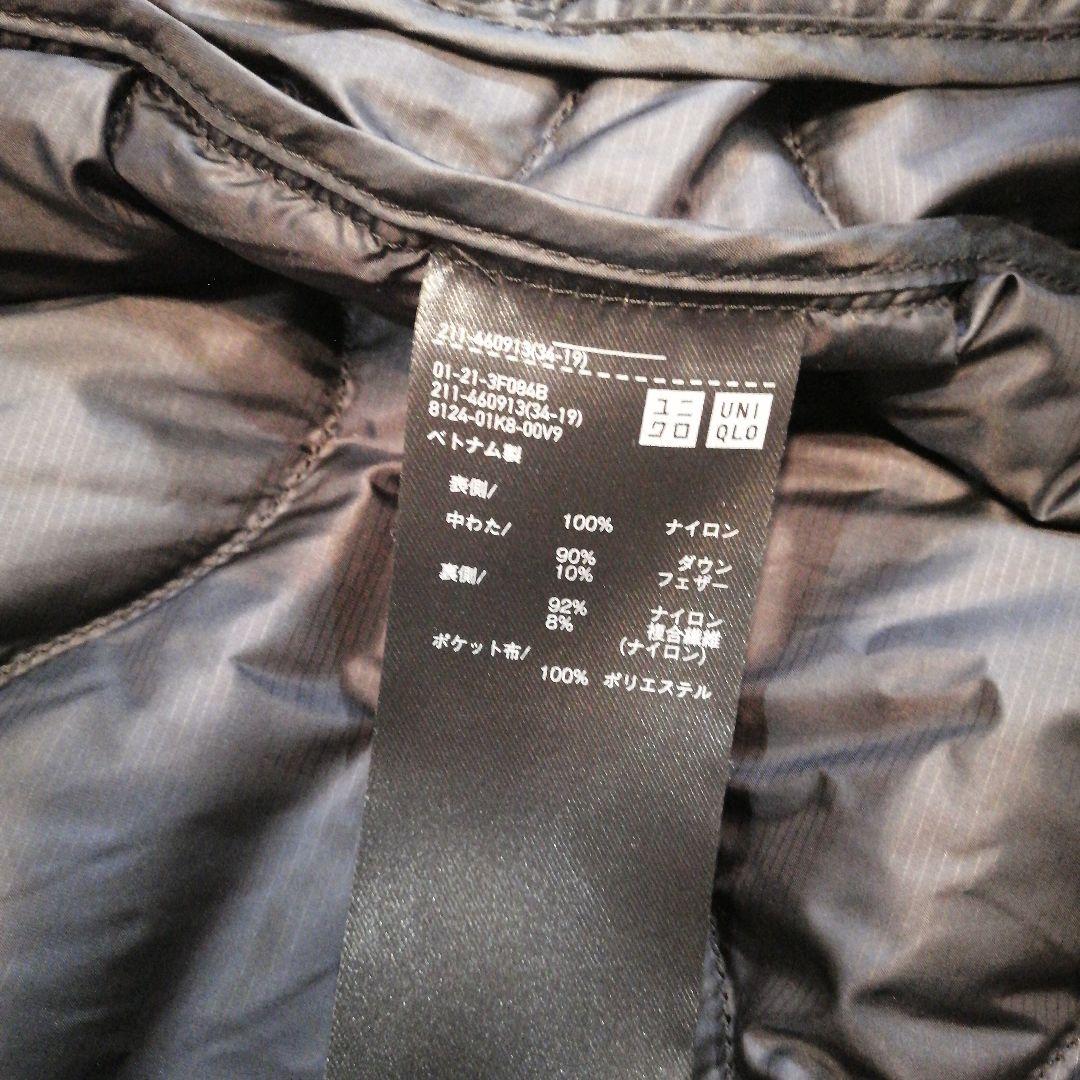 211-460913(34-19)
01-21-3F084B
211-460913(34-19)
8124-01K8-00V9
ベトナム製
ユニクロ
UNIQLO
表側/
100% ナイロン
中わた/
90% ダウン
10% フェザー
裏側/
92% ナイロン
8% 複合繊維
(ナイロン)
ポケット布/
100% ポリエステル